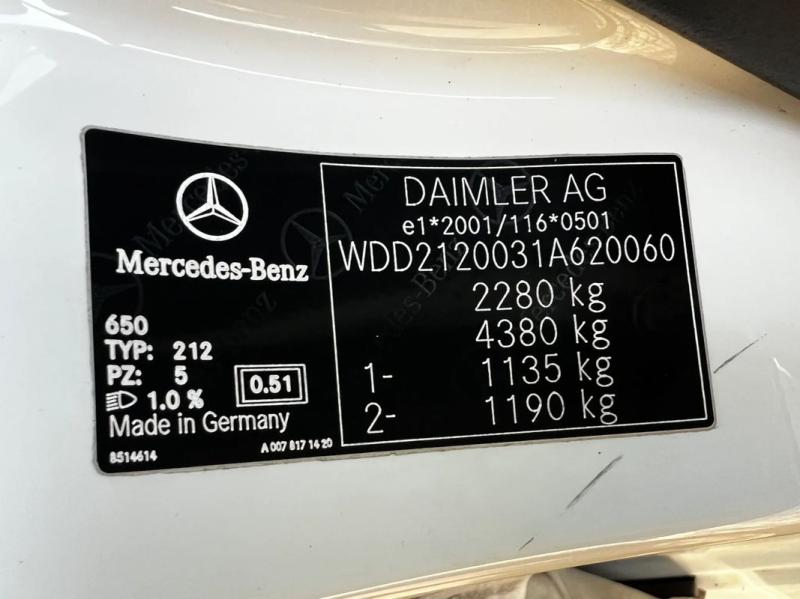 Mercedes-Benz
650
TYP: 212
PZ: 5
1.0 %
0.51
Made in Germany
8514614
A 007 817 14 20
DAIMLER AG
e1*2001/116*0501
WDD2120031A620060
2280 kg
4380 kg
1- 1135 kg
2- 1190 kg